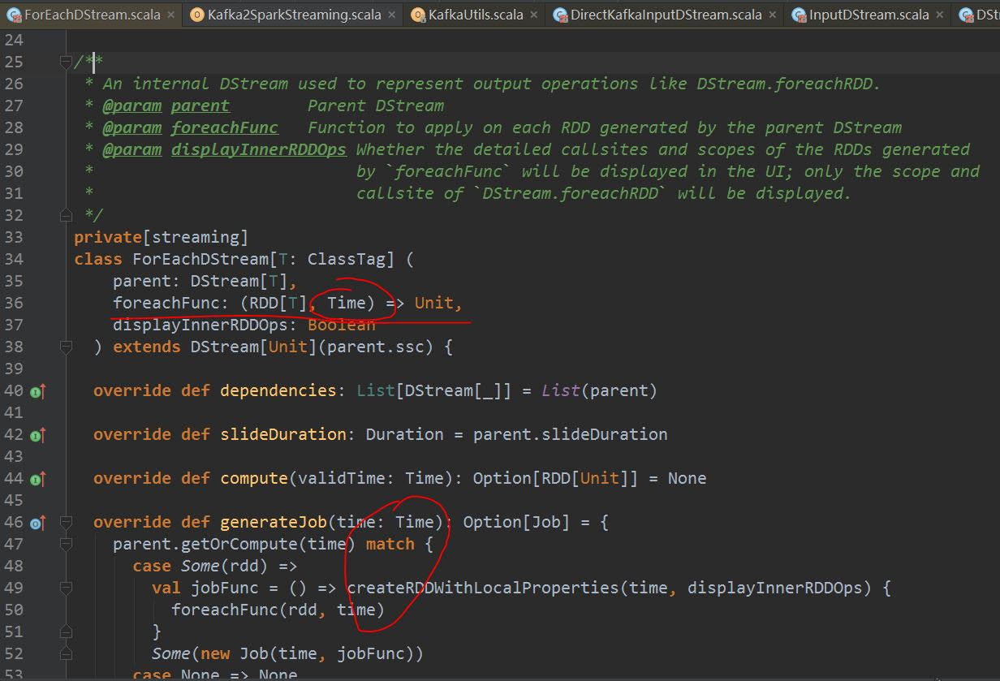 ForEachDStream.scala × Kafka2SparkStreaming.scala × KafkaUtils.scala × DirectKafkaInputDStream.scala × InputDStream.scala × DSt
24
25 /**
26 * An internal DStream used to represent output operations like DStream.foreachRDD.
27 * @param parent Parent DStream
28 * @param foreachFunc Function to apply on each RDD generated by the parent DStream
29 * @param displayInnerRDDOps Whether the detailed callsites and scopes of the RDDs generated
30 * by `foreachFunc` will be displayed in the UI; only the scope and
31 * callsite of `DStream.foreachRDD` will be displayed.
32 */
33 private[streaming]
34 class ForEachDStream[T: ClassTag] (
35 parent: DStream[T],
36 foreachFunc: (RDD[T], Time) => Unit,
37 displayInnerRDDOps: Boolean
38 ) extends DStream[Unit](parent.ssc) {
39
40 override def dependencies: List[DStream[_]] = List(parent)
41
42 override def slideDuration: Duration = parent.slideDuration
43
44 override def compute(validTime: Time): Option[RDD[Unit]] = None
45
46 override def generateJob(time: Time): Option[Job] = {
47 parent.getOrCompute(time) match {
48 case Some(rdd) =>
49 val jobFunc = () => createRDDWithLocalProperties(time, displayInnerRDDOps) {
50 foreachFunc(rdd, time)
51 }
52 Some(new Job(time, jobFunc))
53 case None => None